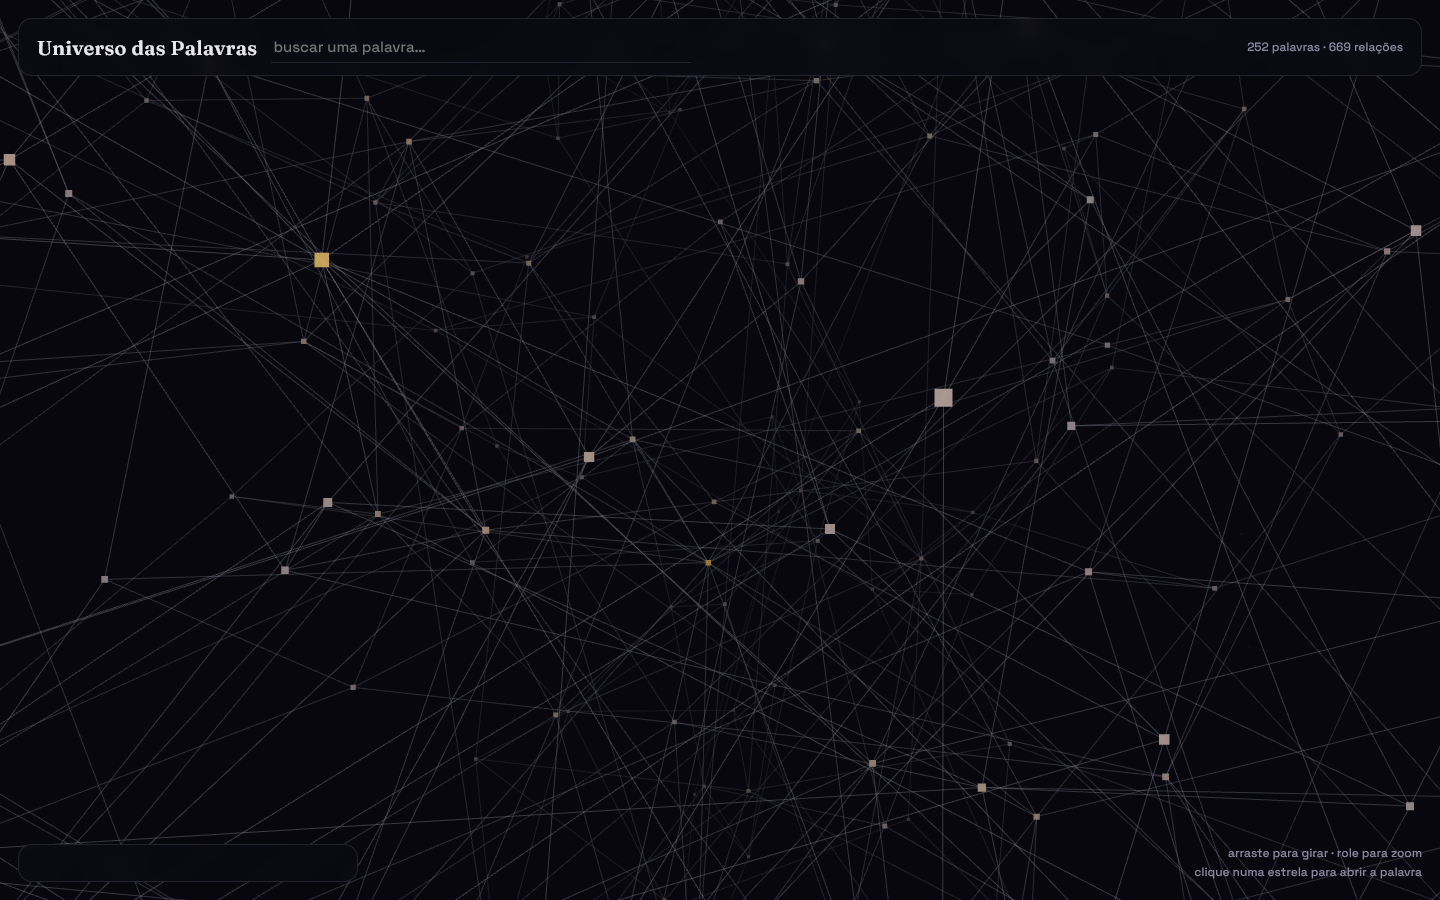 Universo das Palavras
buscar uma palavra...
252 palavras · 669 relações
arraste para girar · role para zoom
clique numa estrela para abrir a palavra